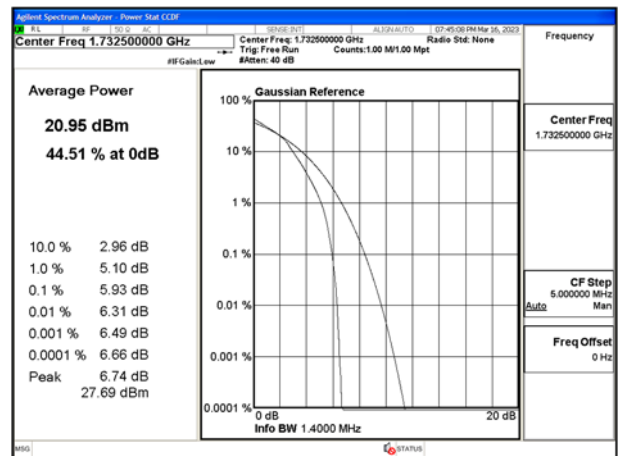 Agilent Spectrum Analyzer - Power Stat CCDF
RL RF 50 Ω AC SENSE:INT ALIGN AUTO 07:45:08 PM Mar 16, 2023
Center Freq 1.732500000 GHz
Center Freq: 1.732500000 GHz Radio Std: None
Trig: Free Run Counts:1.00 M/1.00 Mpt
#IFGain:Low #Atten: 40 dB
Frequency
Average Power
20.95 dBm
44.51 % at 0dB
10.0 % 2.96 dB
1.0 % 5.10 dB
0.1 % 5.93 dB
0.01 % 6.31 dB
0.001 % 6.49 dB
0.0001 % 6.66 dB
Peak 6.74 dB
27.69 dBm
Gaussian Reference
100 %
10 %
1 %
0.1 %
0.01 %
0.001 %
0.0001 %
0 dB 20 dB
Info BW 1.4000 MHz
Center Freq
1.732500000 GHz
CF Step
5.000000 MHz
Auto Man
Freq Offset
0 Hz
MSG STATUS